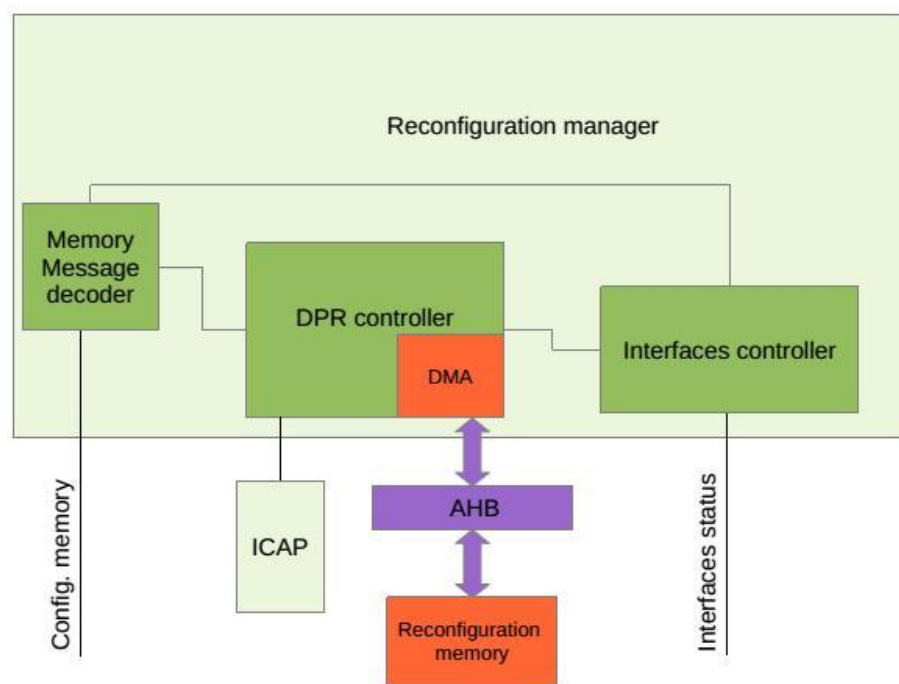 Reconfiguration manager
Memory
Message
decoder
DPR controller
DMA
Interfaces controller
Config. memory
ICAP
AHB
Interfaces status
Reconfiguration
memory